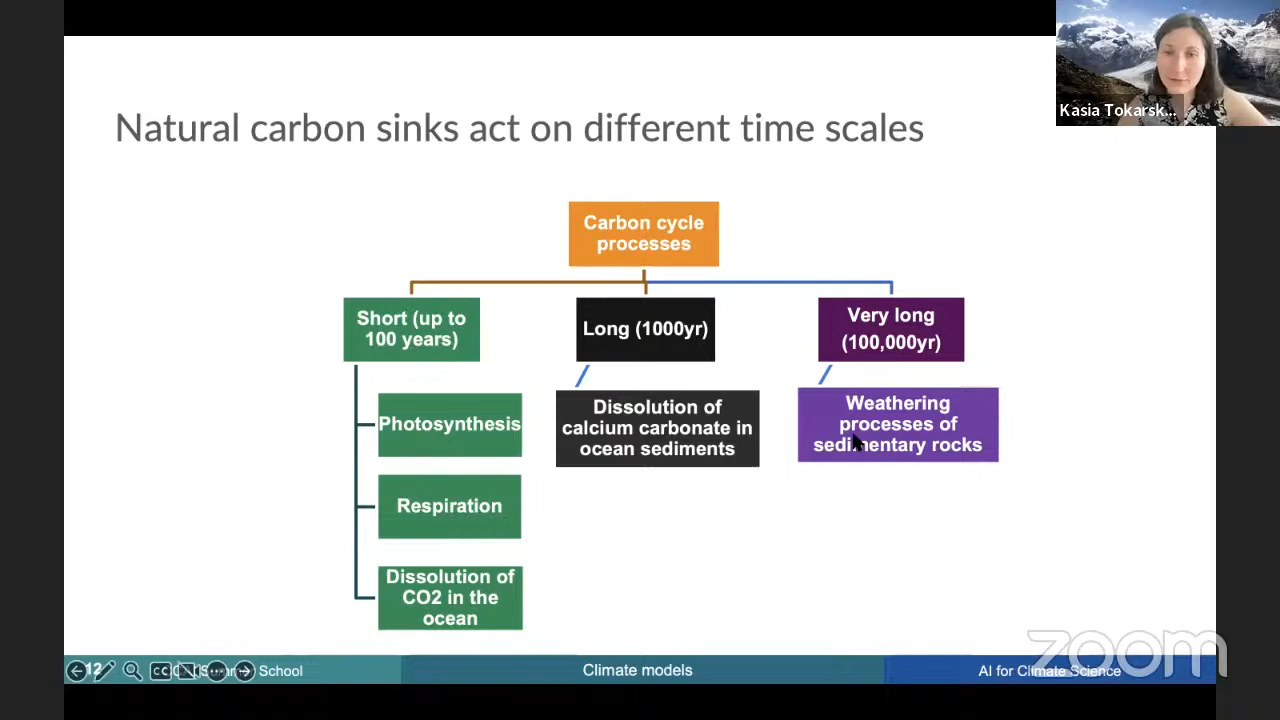 Kasia Tokarsk...
Natural carbon sinks act on different time scales
Carbon cycle
processes
Short (up to
100 years)
Long (1000yr)
Very long
(100,000yr)
Photosynthesis
Dissolution of
calcium carbonate in
ocean sediments
Weathering
processes of
sedimentary rocks
Respiration
Dissolution of
CO2 in the
ocean
12
CC
School
Climate models
AI for Climate Science
zoom